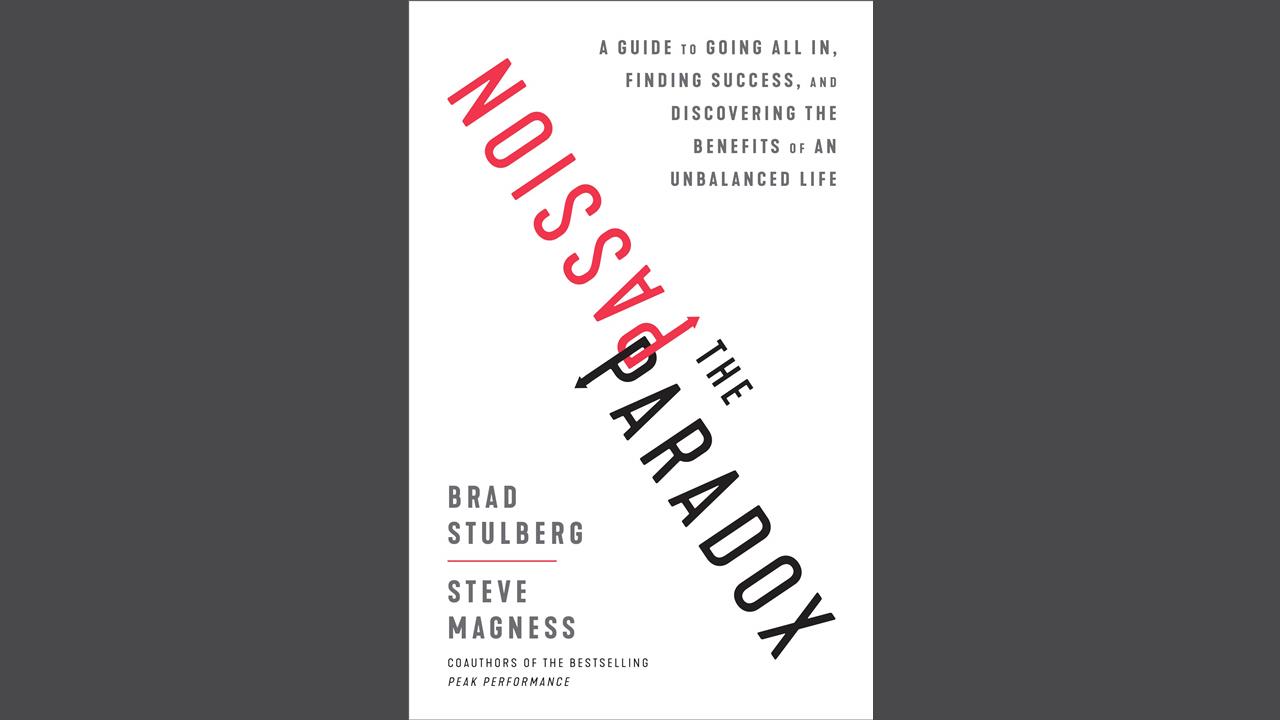 A GUIDE TO GOING ALL IN,
FINDING SUCCESS, AND
DISCOVERING THE
BENEFITS OF AN
UNBALANCED LIFE
THE
PASSION
PARADOX
BRAD
STULBERG
STEVE
MAGNESS
COAUTHORS OF THE BESTSELLING
PEAK PERFORMANCE